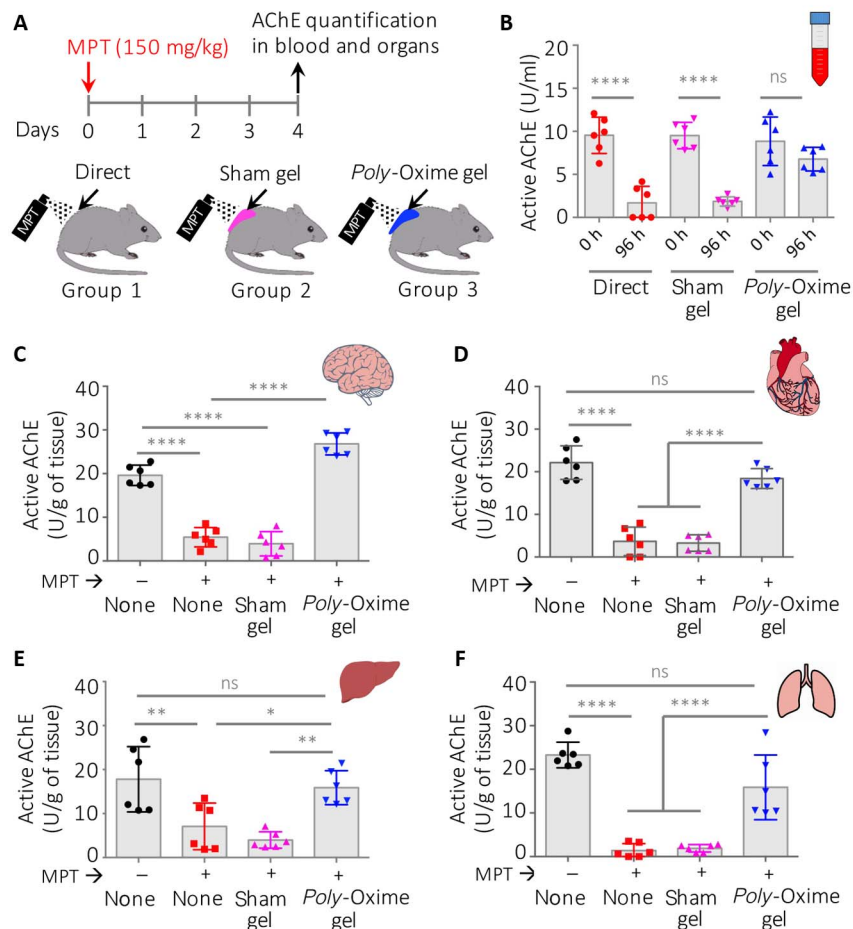 A
MPT (150 mg/kg)
AChE quantification
in blood and organs
Days 0 1 2 3 4
Direct
Sham gel
Poly-Oxime gel
MPT
MPT
MPT
Group 1
Group 2
Group 3
B
Active AChE (U/ml)
20
15
10
5
0
**** **** ns
0 h 96 h 0 h 96 h 0 h 96 h
Direct
Sham
gel
Poly-Oxime
gel
C
Active AChE
(U/g of tissue)
40
30
20
10
0
****
****
****
MPT → – + + +
None None Sham
gel
Poly-Oxime
gel
D
Active AChE
(U/g of tissue)
40
30
20
10
0
ns
****
****
MPT → – + + +
None None Sham
gel
Poly-Oxime
gel
E
Active AChE
(U/g of tissue)
40
30
20
10
0
ns
** *
**
MPT → – + + +
None None Sham
gel
Poly-Oxime
gel
F
Active AChE
(U/g of tissue)
40
30
20
10
0
ns
**** ****
MPT → – + + +
None None Sham
gel
Poly-Oxime
gel